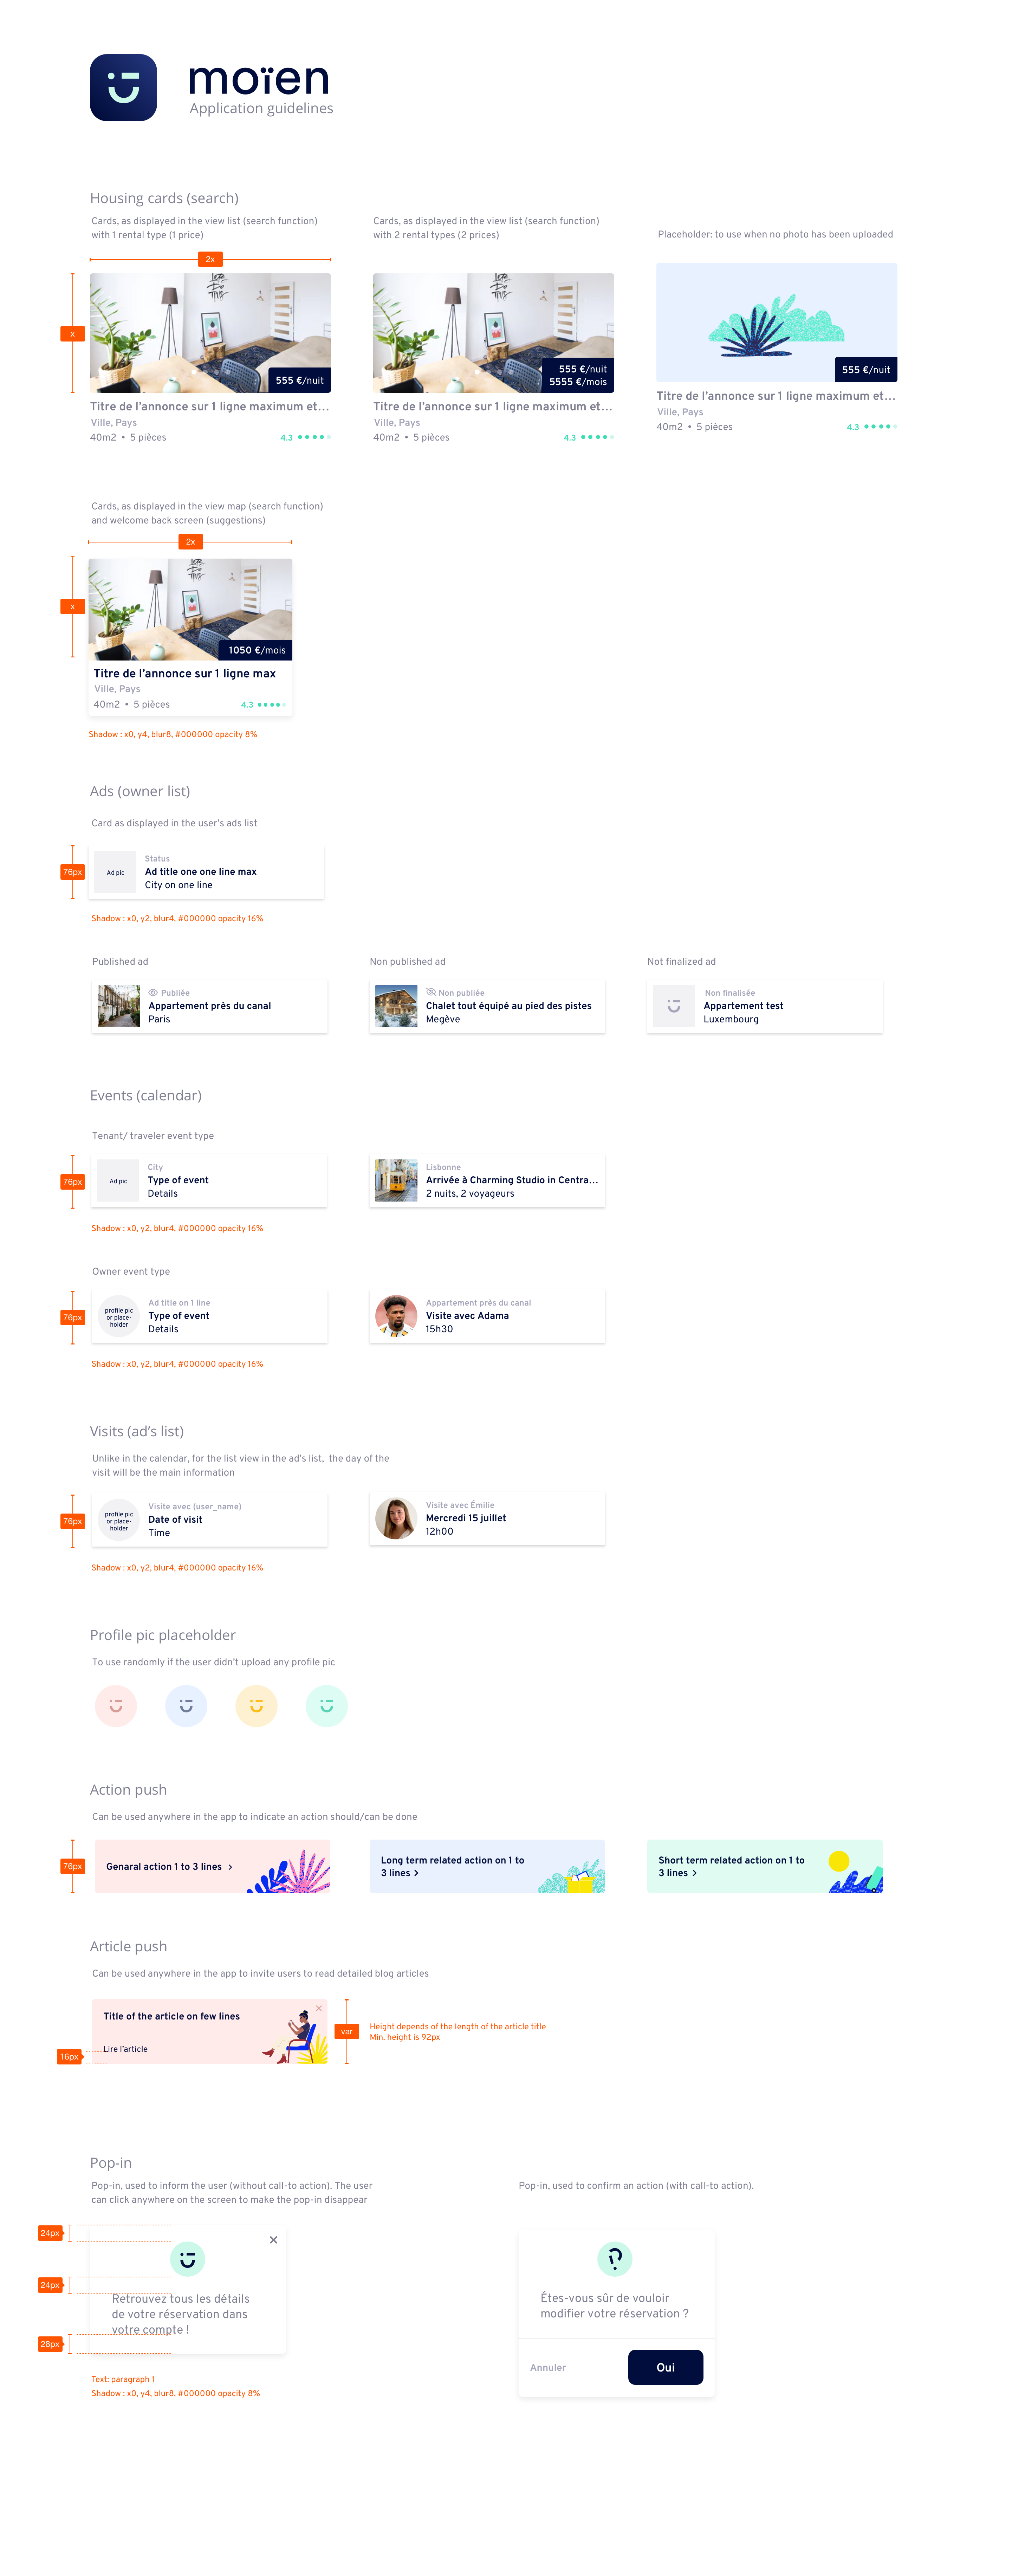 moïen
Application guidelines
Housing cards (search)
Cards, as displayed in the view list (search function)
with 1 rental type (1 price)
Cards, as displayed in the view list (search function)
with 2 rental types (2 prices)
Placeholder: to use when no photo has been uploaded
2x
x
555 €/nuit
Titre de l'annonce sur 1 ligne maximum et...
Ville, Pays
40m2 • 5 pièces
4.3
555 €/nuit
5555 €/mois
Titre de l'annonce sur 1 ligne maximum et...
Ville, Pays
40m2 • 5 pièces
4.3
555 €/nuit
Titre de l'annonce sur 1 ligne maximum et...
Ville, Pays
40m2 • 5 pièces
4.3
Cards, as displayed in the view map (search function)
and welcome back screen (suggestions)
2x
x
1050 €/mois
Titre de l'annonce sur 1 ligne max
Ville, Pays
40m2 • 5 pièces
4.3
Shadow : x0, y4, blur8, #000000 opacity 8%
Ads (owner list)
Card as displayed in the user's ads list
76px
Ad pic
Status
Ad title one one line max
City on one line
Shadow : x0, y2, blur4, #000000 opacity 16%
Published ad
Non published ad
Not finalized ad
Publiée
Appartement près du canal
Paris
Non publiée
Chalet tout équipé au pied des pistes
Megève
Non finalisée
Appartement test
Luxembourg
Events (calendar)
Tenant/ traveler event type
76px
Ad pic
City
Type of event
Details
Lisbonne
Arrivée à Charming Studio in Centra...
2 nuits, 2 voyageurs
Shadow : x0, y2, blur4, #000000 opacity 16%
Owner event type
76px
profile pic
or place-
holder
Ad title on 1 line
Type of event
Details
Appartement près du canal
Visite avec Adama
15h30
Shadow : x0, y2, blur4, #000000 opacity 16%
Visits (ad's list)
Unlike in the calendar, for the list view in the ad's list, the day of the
visit will be the main information
76px
profile pic
or place-
holder
Visite avec (user_name)
Date of visit
Time
Visite avec Émilie
Mercredi 15 juillet
12h00
Shadow : x0, y2, blur4, #000000 opacity 16%
Profile pic placeholder
To use randomly if the user didn't upload any profile pic
Action push
Can be used anywhere in the app to indicate an action should/can be done
76px
Genaral action 1 to 3 lines >
Long term related action on 1 to
3 lines >
Short term related action on 1 to
3 lines >
Article push
Can be used anywhere in the app to invite users to read detailed blog articles
Title of the article on few lines
Lire l'article
16px
var
Height depends of the length of the article title
Min. height is 92px
Pop-in
Pop-in, used to inform the user (without call-to action). The user
can click anywhere on the screen to make the pop-in disappear
Pop-in, used to confirm an action (with call-to action).
24px
24px
28px
Retrouvez tous les détails
de votre réservation dans
votre compte !
Text: paragraph 1
Shadow : x0, y4, blur8, #000000 opacity 8%
Êtes-vous sûr de vouloir
modifier votre réservation ?
Annuler
Oui